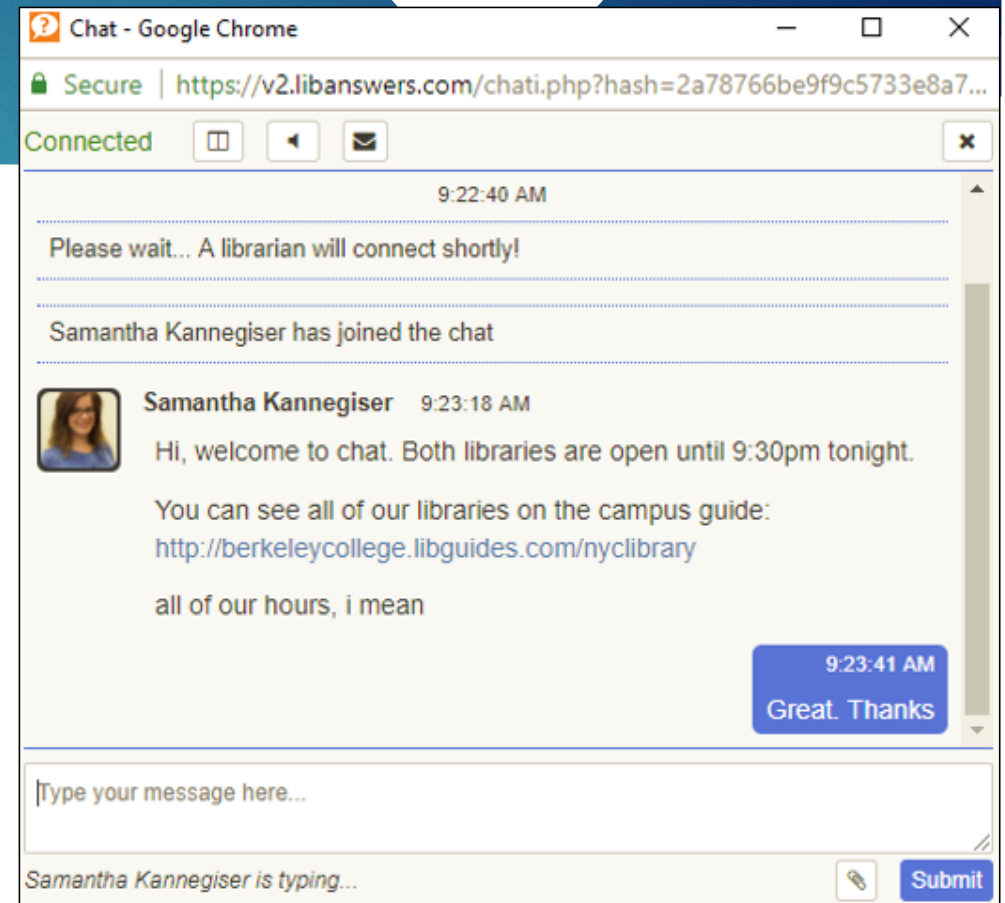 Chat - Google Chrome
Secure | https://v2.libanswers.com/chati.php?hash=2a78766be9f9c5733e8a7...
Connected
9:22:40 AM
Please wait... A librarian will connect shortly!
Samantha Kannegiser has joined the chat
Samantha Kannegiser 9:23:18 AM
Hi, welcome to chat. Both libraries are open until 9:30pm tonight.
You can see all of our libraries on the campus guide:
http://berkeleycollege.libguides.com/nyclibrary
all of our hours, i mean
9:23:41 AM
Great. Thanks
Type your message here...
Samantha Kannegiser is typing...
Submit